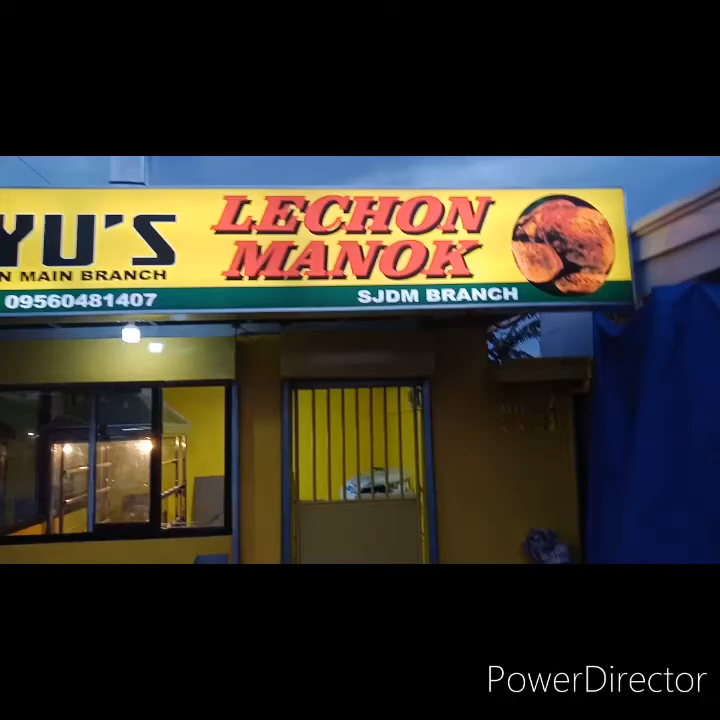 YU'S
LECHON
MANOK
N MAIN BRANCH
09560481407
SJDM BRANCH
PowerDirector